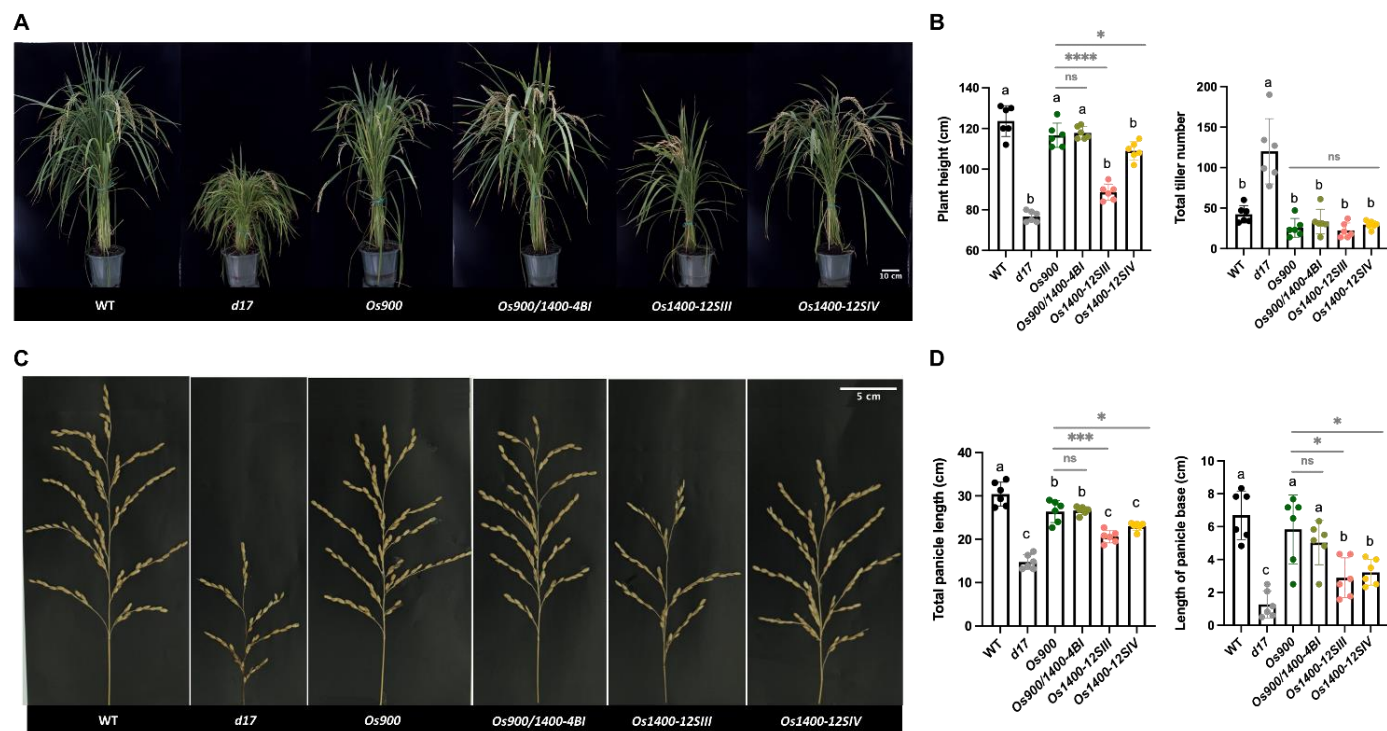 A
WT
d17
Os900
Os900/1400-4BI
Os1400-12SIII
Os1400-12SIV
10 cm
B
*
****
ns
a
b
a
a
b
b
Plant height (cm)
140
120
100
80
60
WT
d17
Os900
Os900/1400-4BI
Os1400-12SIII
Os1400-12SIV
ns
b
a
b
b
b
b
Total tiller number
200
150
100
50
0
WT
d17
Os900
Os900/1400-4BI
Os1400-12SIII
Os1400-12SIV
C
5 cm
WT
d17
Os900
Os900/1400-4BI
Os1400-12SIII
Os1400-12SIV
D
*
***
ns
a
c
b
b
c
c
Total panicle length (cm)
40
30
20
10
0
WT
d17
Os900
Os900/1400-4BI
Os1400-12SIII
Os1400-12SIV
*
*
ns
a
c
a
a
b
b
Length of panicle base (cm)
10
8
6
4
2
0
WT
d17
Os900
Os900/1400-4BI
Os1400-12SIII
Os1400-12SIV